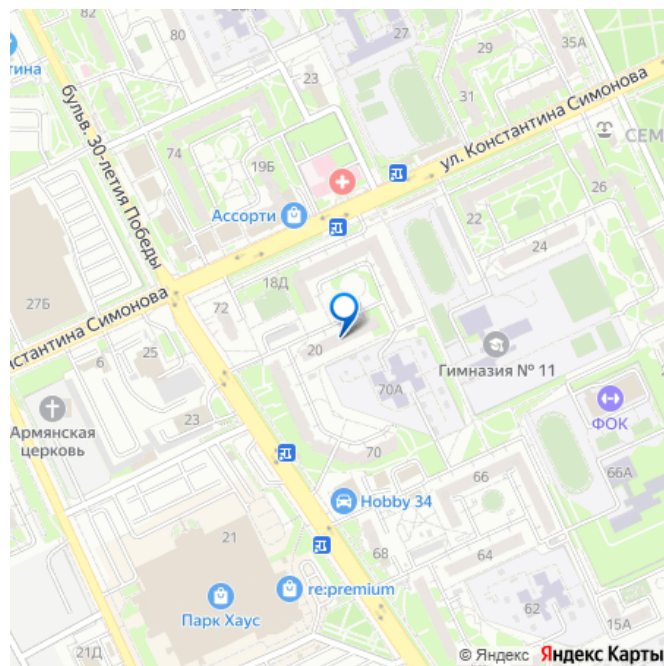 82
80
27
29
35А
тина
23
31
бульв. 30-летия Победы
ул. Константина Симонова
74
19Б
СЕМ
Ассорти
22
26
24
18Д
27Б
72
нстантина Симонова
6
25
20
Гимназия № 11
70А
ФОК
Армянская
церковь
23
70
66
66А
Hobby 34
21
68
64
re:premium
Парк Хаус
62
15А
21Д
© Яндекс Яндекс Карты